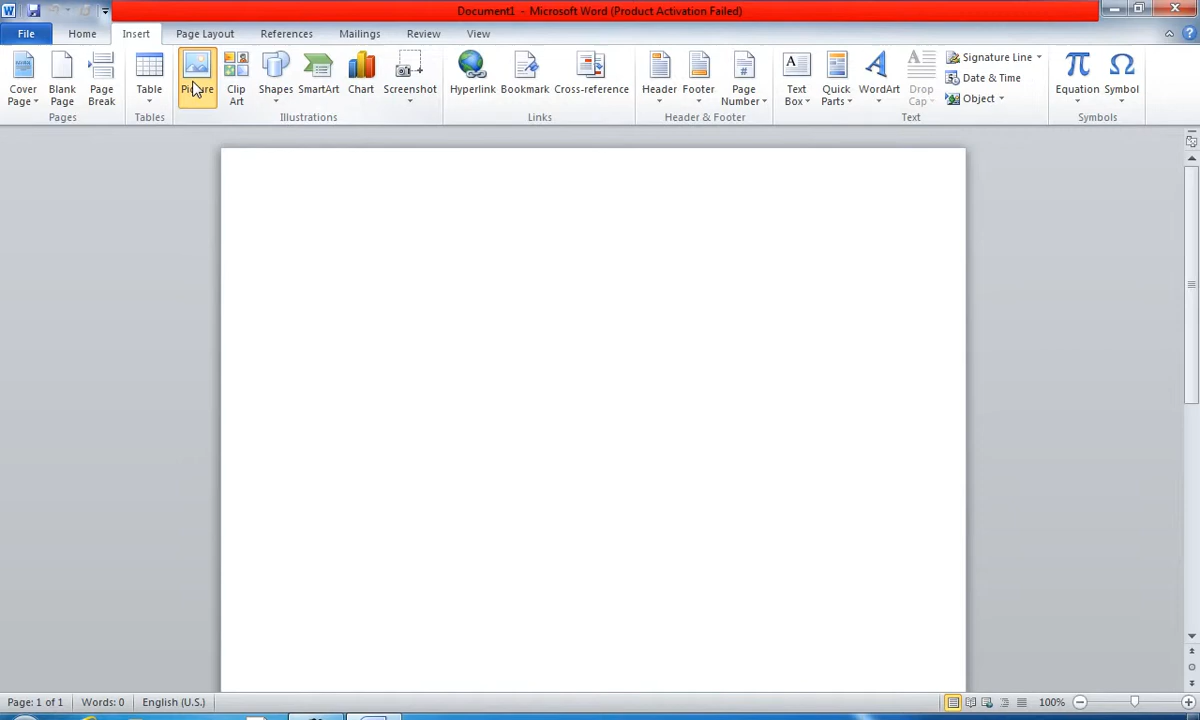 Document1 - Microsoft Word (Product Activation Failed)
File Home Insert Page Layout References Mailings Review View
Cover Page Blank Page Page Break Table Picture Clip Art Shapes SmartArt Chart Screenshot Hyperlink Bookmark Cross-reference Header Footer Page Number Text Box Quick Parts WordArt Drop Cap Signature Line Date & Time Object Equation Symbol
Pages Tables Illustrations Links Header & Footer Text Symbols
Page: 1 of 1 Words: 0 English (U.S.) 100%